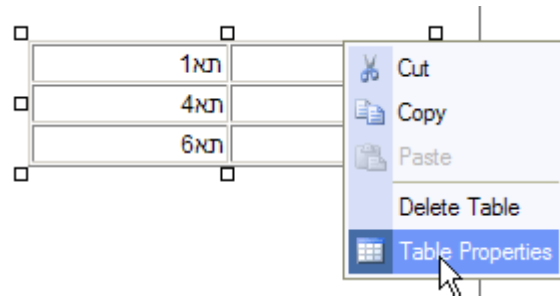 תא1
תא4
תא6
Cut
Copy
Paste
Delete Table
Table Properties